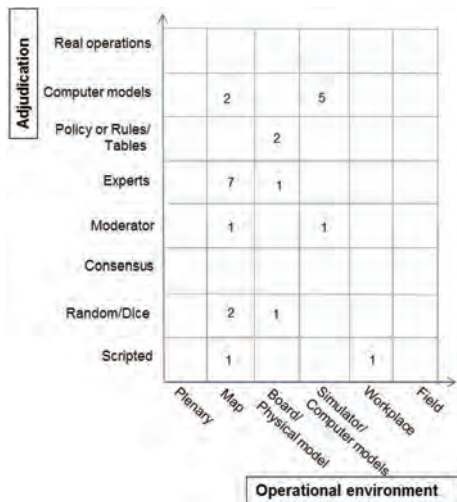 Adjudication
Real operations
Computer models
2 5
Policy or Rules/
Tables
2
Experts
7 1
Moderator
1 1
Consensus
Random/Dice
2 1
Scripted
1 1
Plenary
Map
Board/
Physical model
Simulator/
Computer models
Workplace
Field
Operational environment